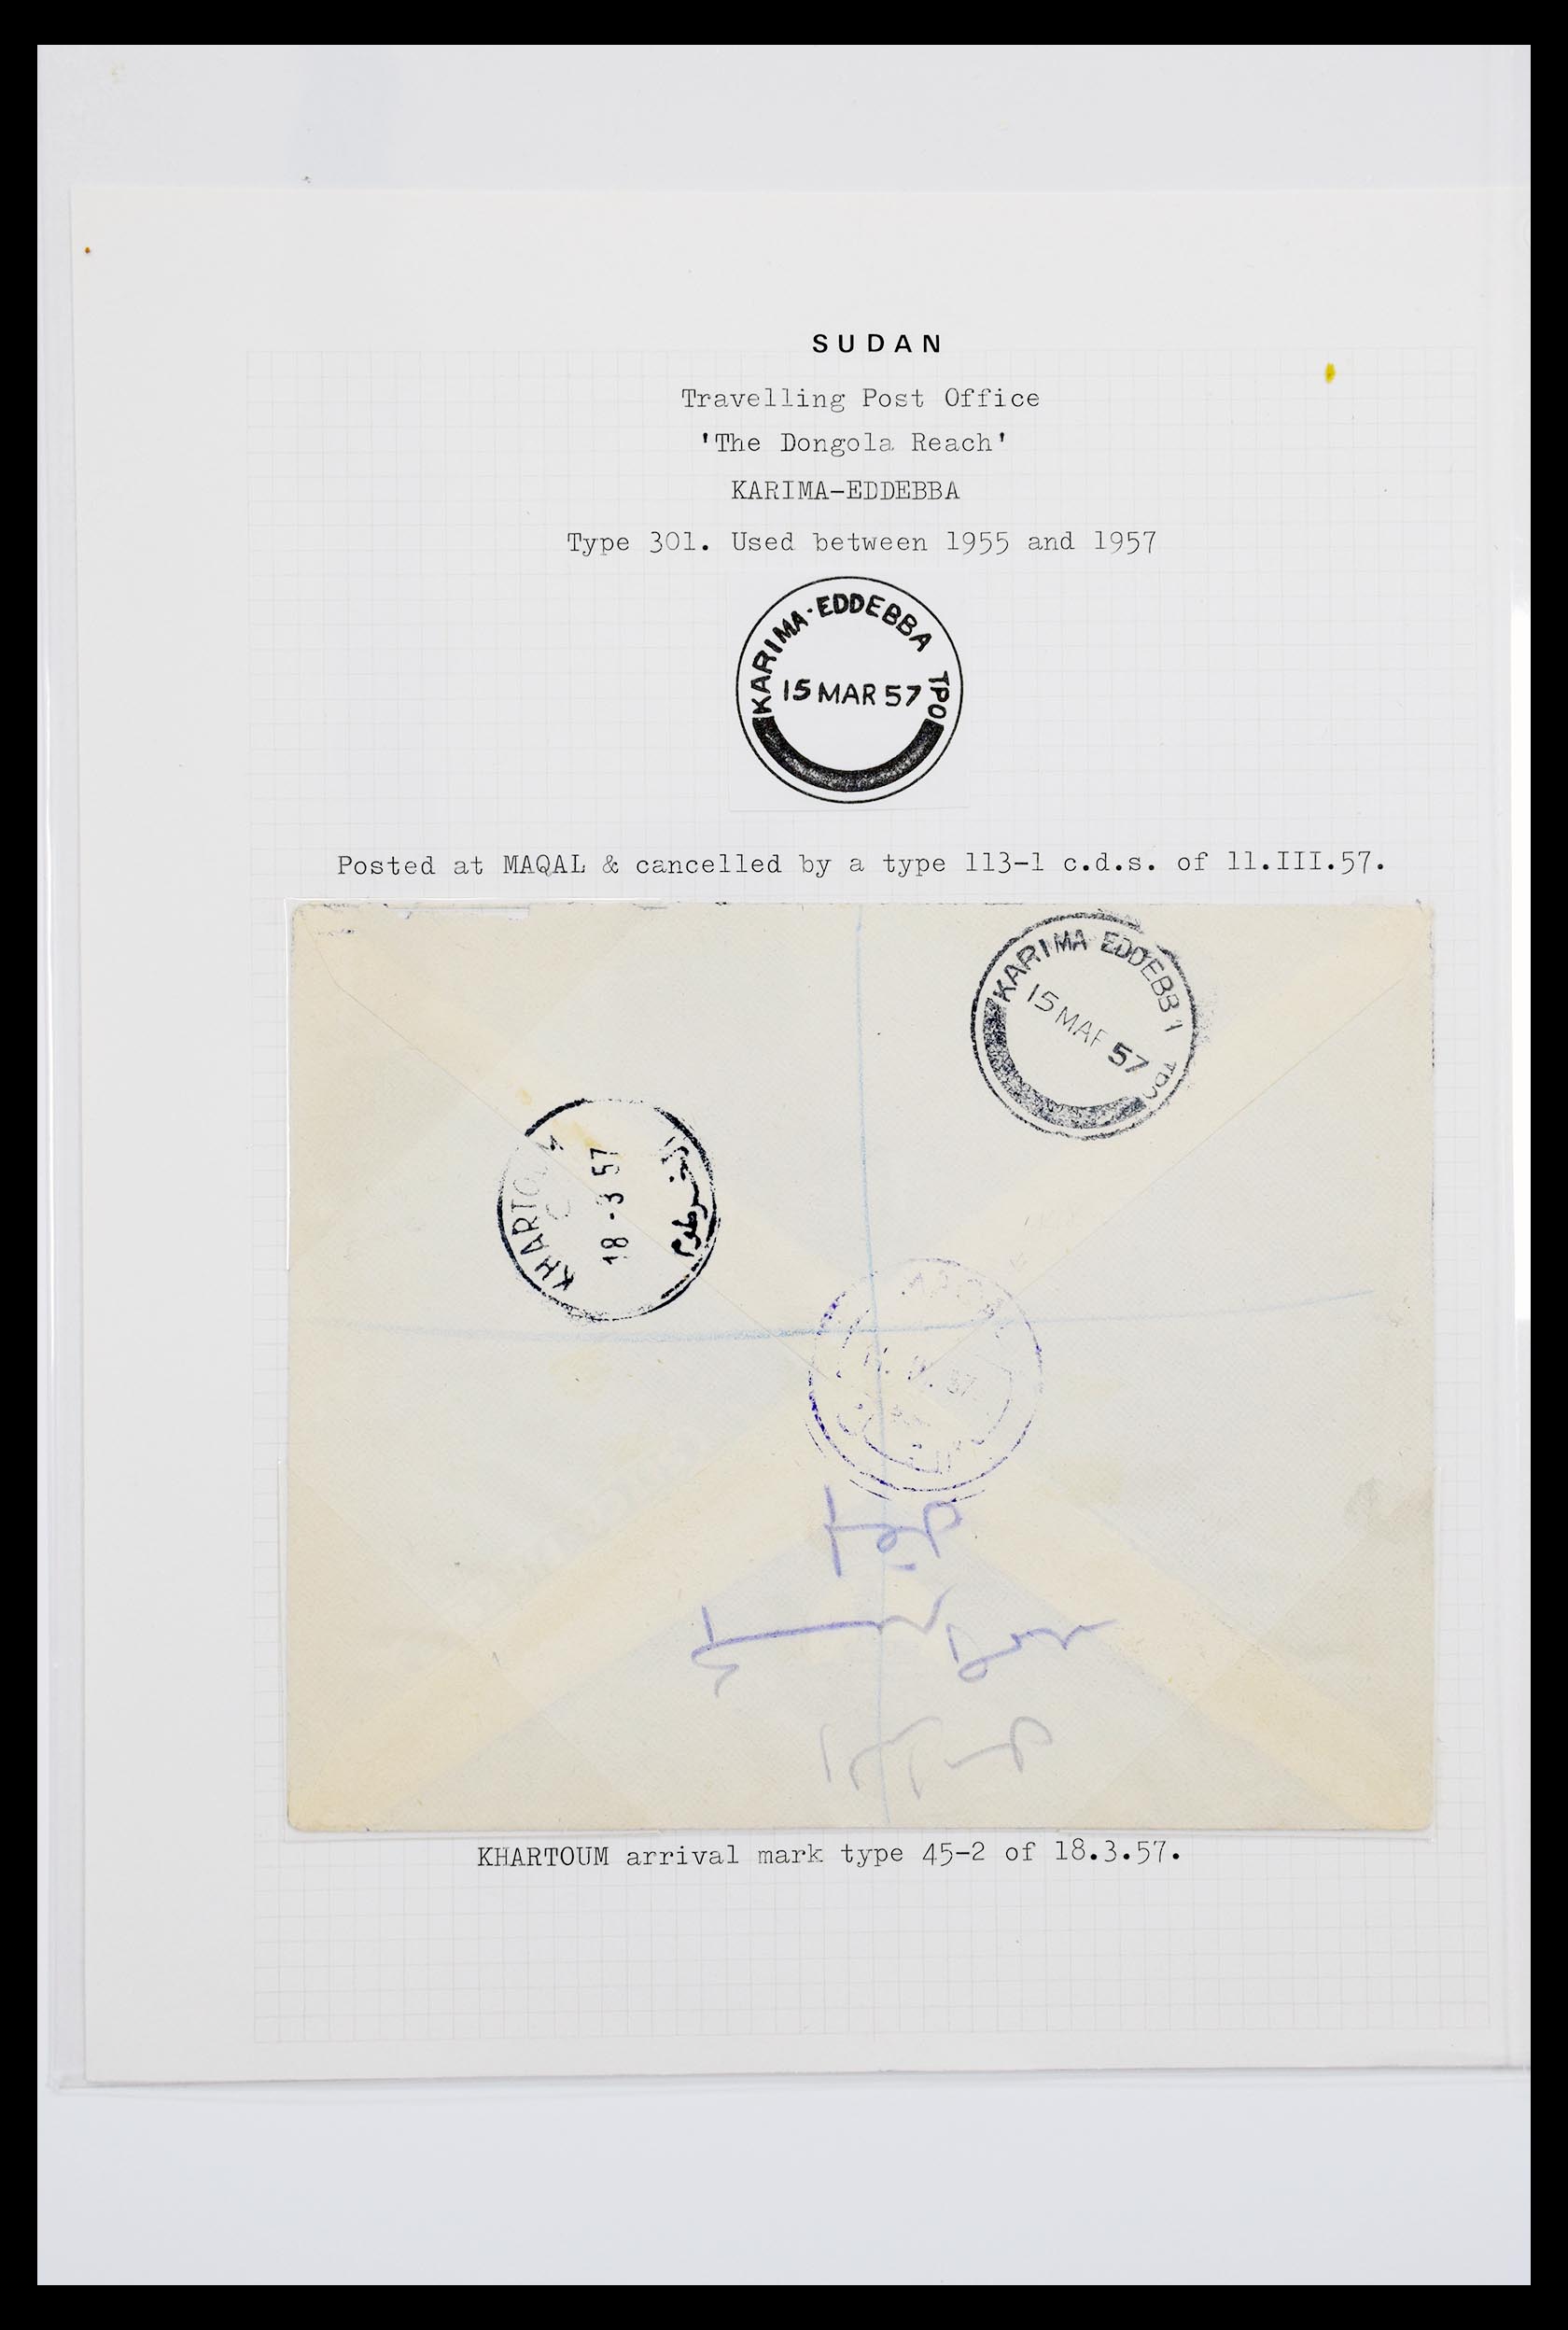 SUDAN
Travelling Post Office
'The Dongola Reach'
KARIMA-EDDEBBA
Type 301. Used between 1955 and 1957
KARIMA·EDDEBBA TPO
15 MAR 57
Posted at MAQAL & cancelled by a type 113-1 c.d.s. of 11.III.57.
KARIMA EDDEBB
15 MAR 57
KHARTOUM
18-3 57
الخرطوم
KHARTOUM arrival mark type 45-2 of 18.3.57.